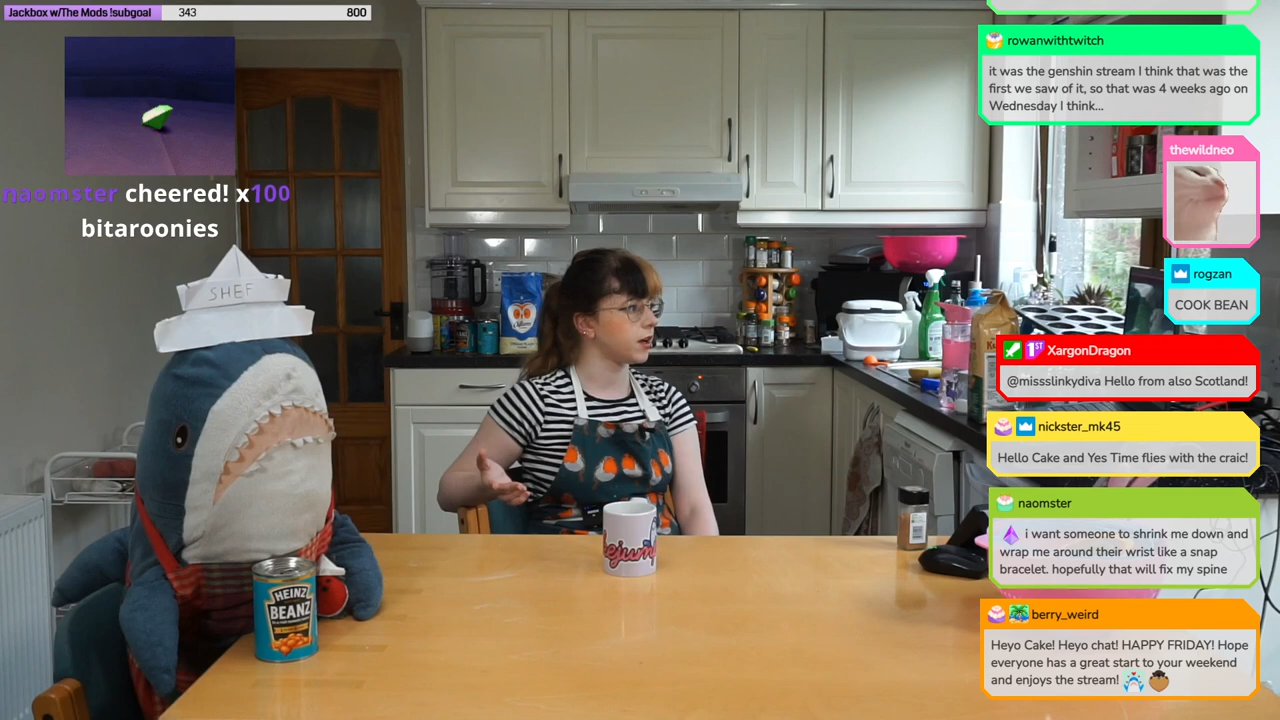 Jackbox w/The Mods !subgoal 343 800
naomster cheered! x100
bitaroonies
SHEF
HEINZ
BEANZ
ejum
rowanwithtwitch
it was the genshin stream I think that was the
first we saw of it, so that was 4 weeks ago on
Wednesday I think...
thewildneo
rogzan
COOK BEAN
1ST XargonDragon
@missslinkydiva Hello from also Scotland!
nickster_mk45
Hello Cake and Yes Time flies with the craic!
naomster
i want someone to shrink me down and
wrap me around their wrist like a snap
bracelet. hopefully that will fix my spine
berry_weird
Heyo Cake! Heyo chat! HAPPY FRIDAY! Hope
everyone has a great start to your weekend
and enjoys the stream!